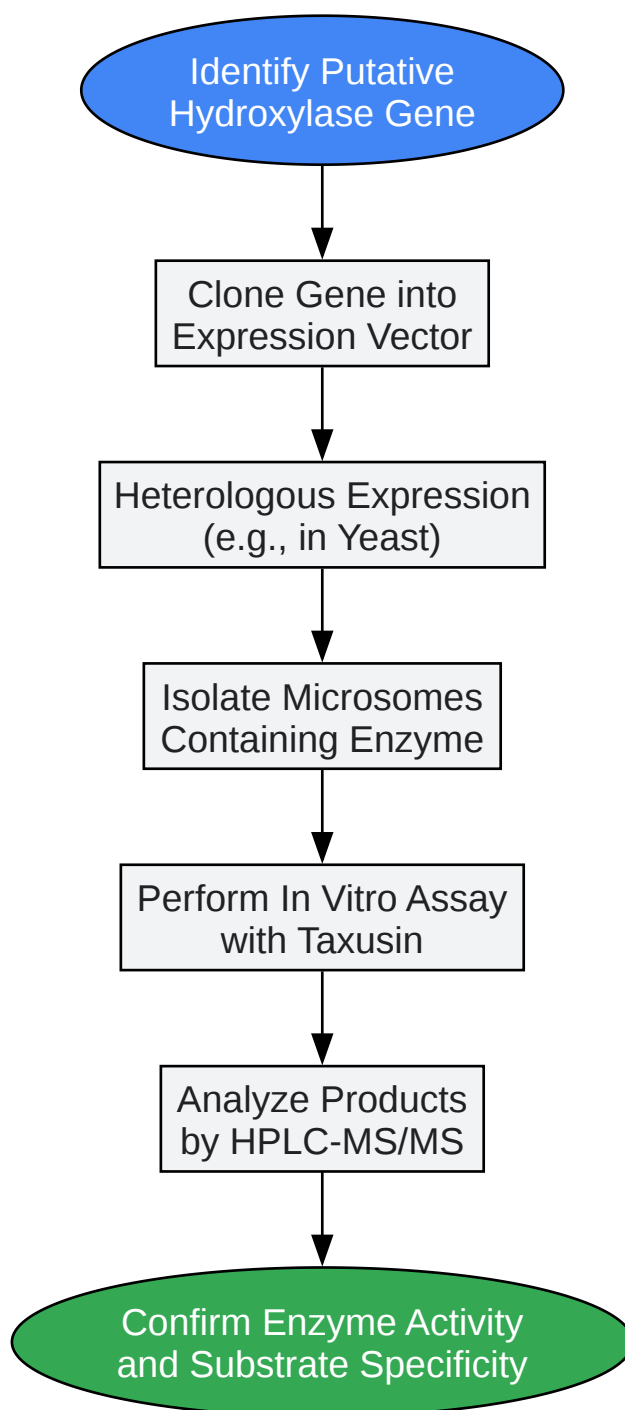 Identify Putative
Hydroxylase Gene
Clone Gene into
Expression Vector
Heterologous Expression
(e.g., in Yeast)
Isolate Microsomes
Containing Enzyme
Perform In Vitro Assay
with Taxusin
Analyze Products
by HPLC-MS/MS
Confirm Enzyme Activity
and Substrate Specificity